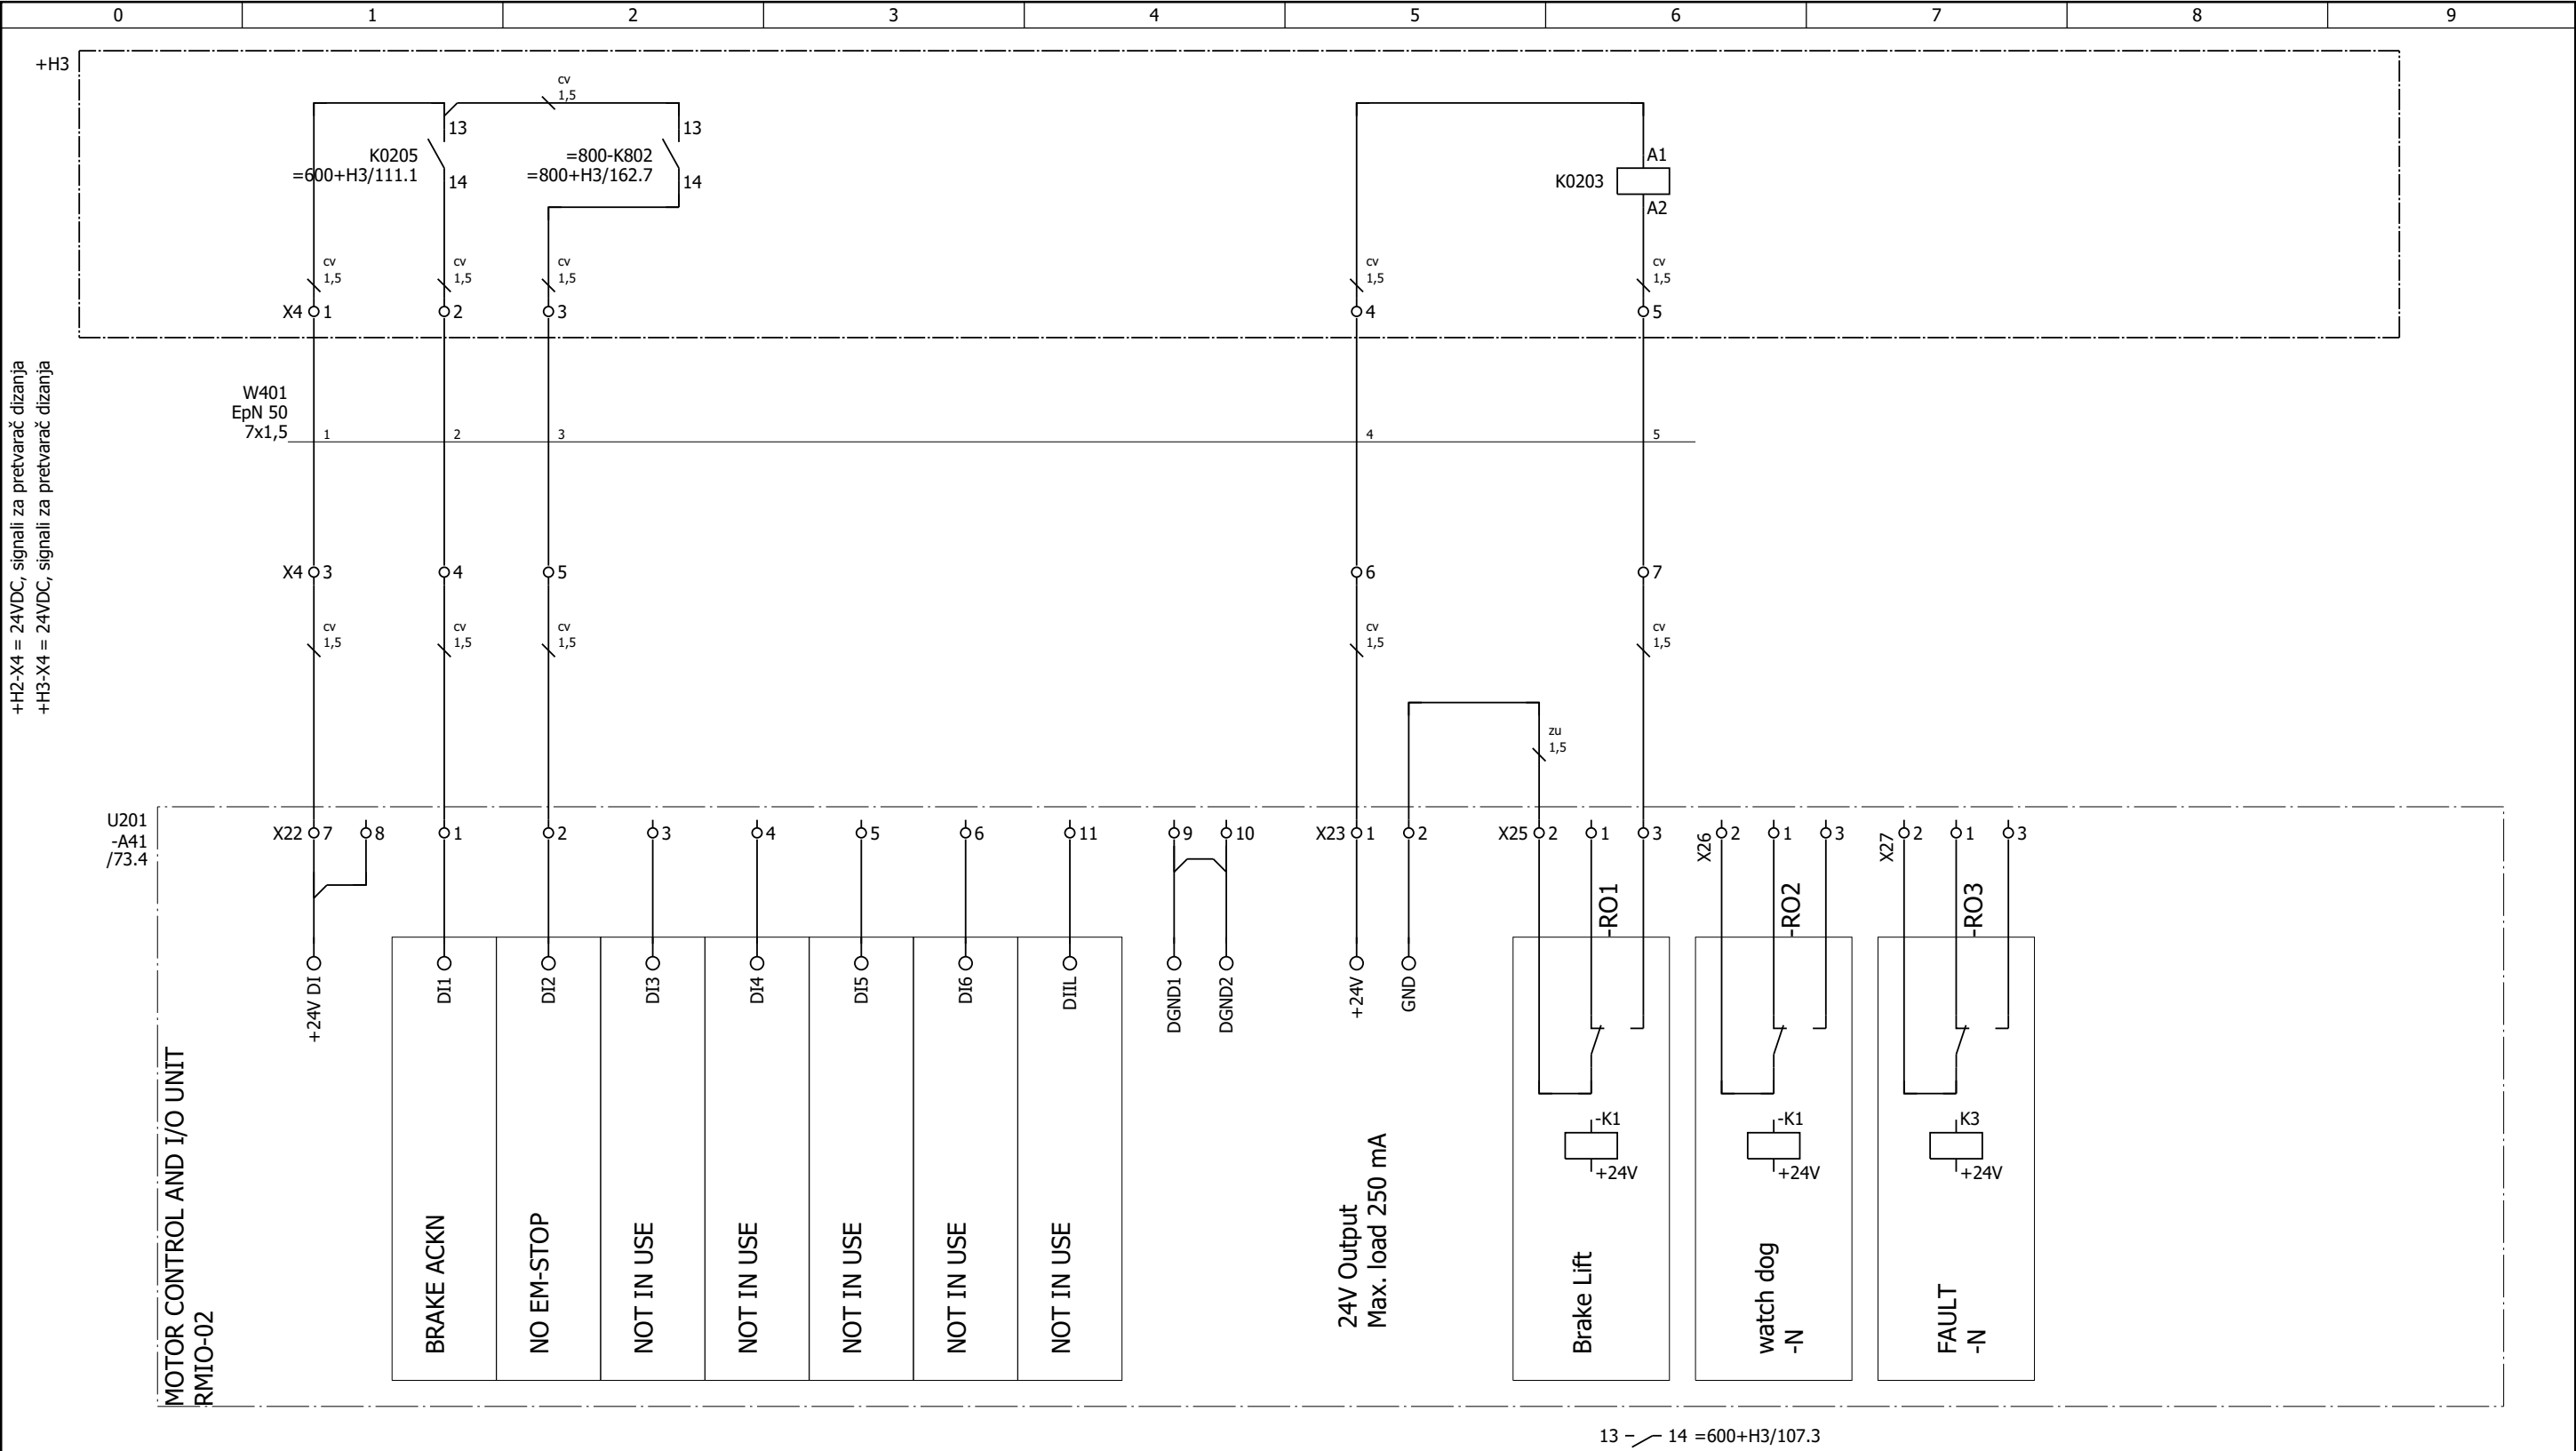 0 1 2 3 4 5 6 7 8 9
+H3
cv
1,5
13 13
K0205 =800-K802
=600+H3/111.1 =800+H3/162.7
14 14
A1
K0203
A2
cv cv cv cv cv
1,5 1,5 1,5 1,5 1,5
X4 1 2 3 4 5
+H2-X4 = 24VDC, signali za pretvarač dizanja
+H3-X4 = 24VDC, signali za pretvarač dizanja
W401
EpN 50
7x1,5
1 2 3 4 5
X4 3 4 5 6 7
cv cv cv cv cv
1,5 1,5 1,5 1,5 1,5
zu
1,5
U201
-A41
/73.4
X22 7 8 1 2 3 4 5 6 11 9 10 X23 1 2 X25 2 1 3 X26 2 1 3 X27 2 1 3
-RO1 -RO2 -RO3
+24V DI DI1 DI2 DI3 DI4 DI5 DI6 DIIL DGND1 DGND2 +24V GND
-K1 -K1 K3
+24V +24V +24V
MOTOR CONTROL AND I/O UNIT
RMIO-02
BRAKE ACKN
NO EM-STOP
NOT IN USE
NOT IN USE
NOT IN USE
NOT IN USE
NOT IN USE
24V Output
Max. load 250 mA
Brake Lift
watch dog
-N
FAULT
-N
13 14 =600+H3/107.3